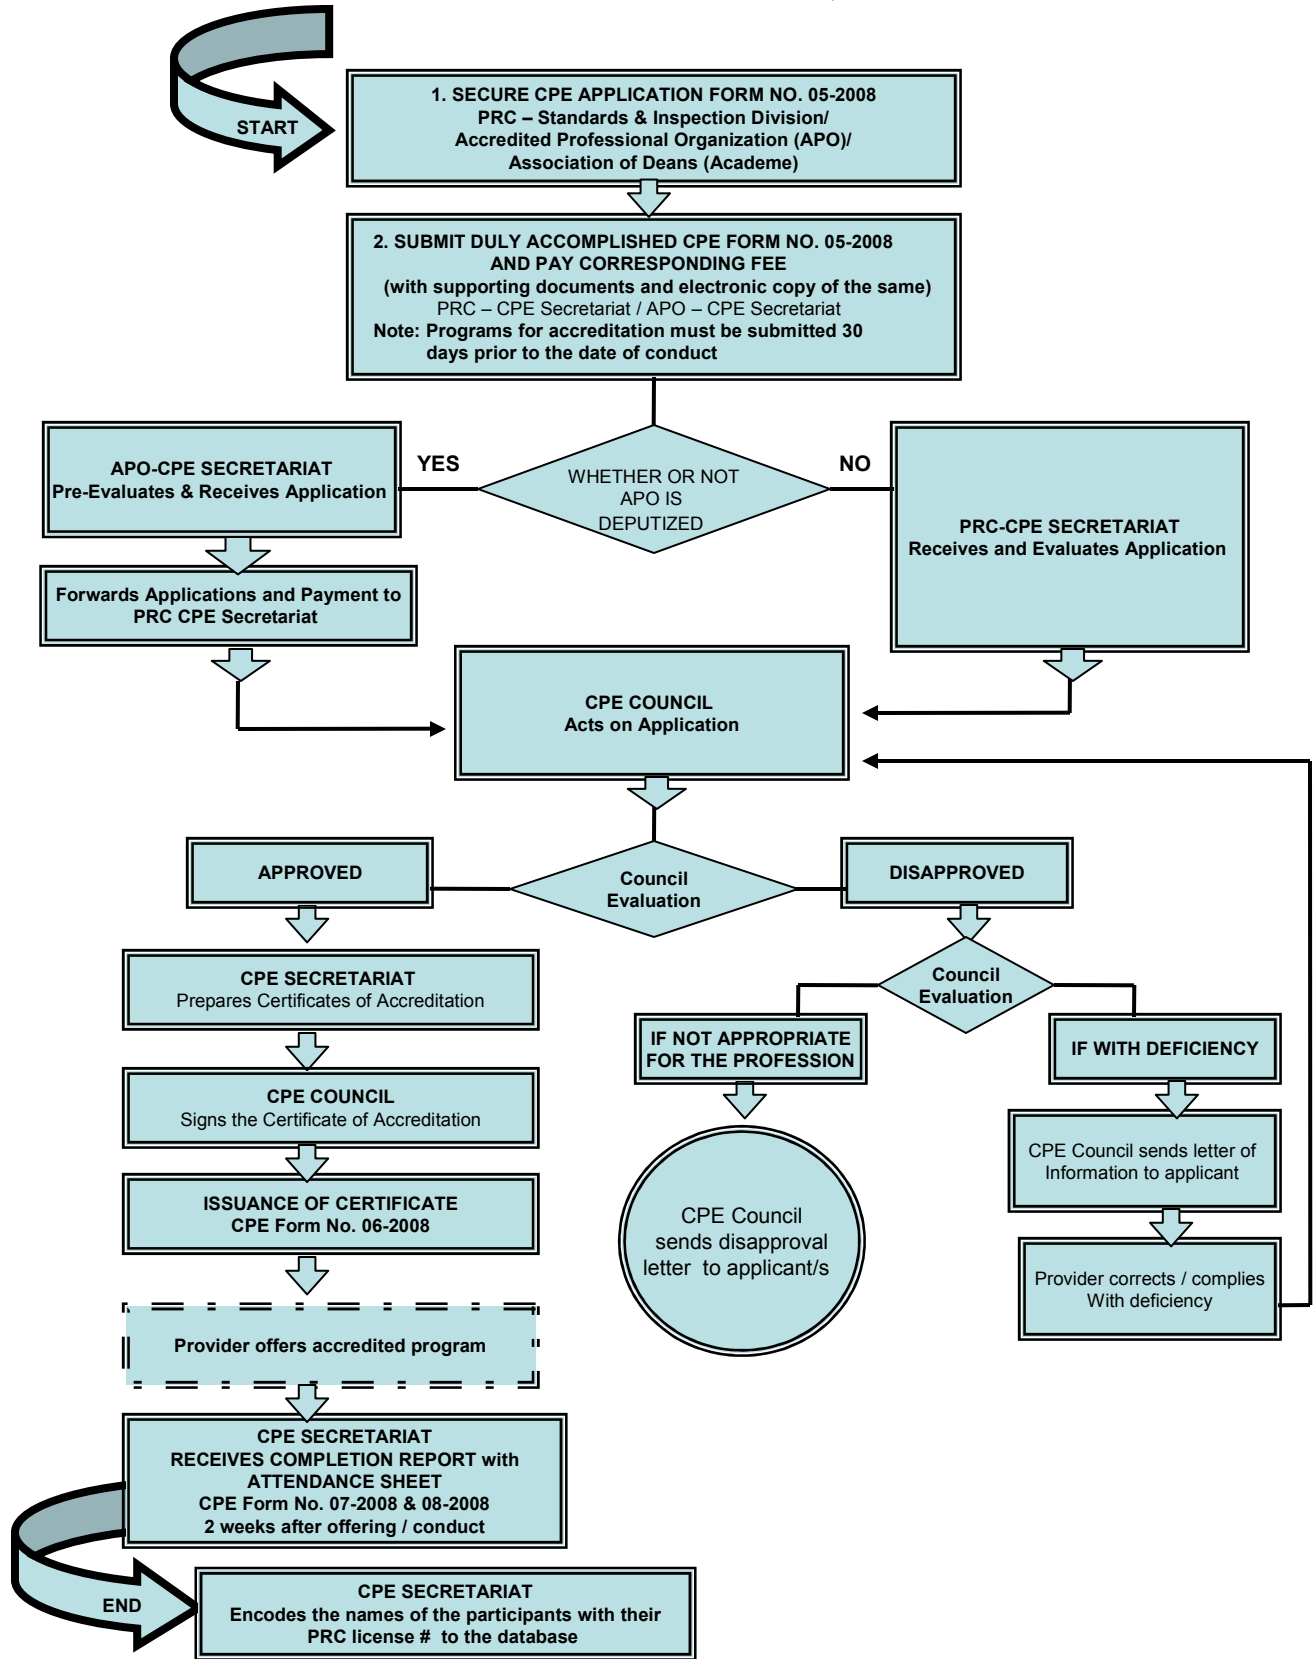 START
1. SECURE CPE APPLICATION FORM NO. 05-2008
PRC – Standards & Inspection Division/
Accredited Professional Organization (APO)/
Association of Deans (Academe)
2. SUBMIT DULY ACCOMPLISHED CPE FORM NO. 05-2008
AND PAY CORRESPONDING FEE
(with supporting documents and electronic copy of the same)
PRC – CPE Secretariat / APO – CPE Secretariat
Note: Programs for accreditation must be submitted 30
days prior to the date of conduct
WHETHER OR NOT
APO IS
DEPUTIZED
YES
NO
APO-CPE SECRETARIAT
Pre-Evaluates & Receives Application
Forwards Applications and Payment to
PRC CPE Secretariat
PRC-CPE SECRETARIAT
Receives and Evaluates Application
CPE COUNCIL
Acts on Application
Council
Evaluation
APPROVED
DISAPPROVED
CPE SECRETARIAT
Prepares Certificates of Accreditation
CPE COUNCIL
Signs the Certificate of Accreditation
ISSUANCE OF CERTIFICATE
CPE Form No. 06-2008
Provider offers accredited program
CPE SECRETARIAT
RECEIVES COMPLETION REPORT with
ATTENDANCE SHEET
CPE Form No. 07-2008 & 08-2008
2 weeks after offering / conduct
Council
Evaluation
IF NOT APPROPRIATE
FOR THE PROFESSION
CPE Council
sends disapproval
letter to applicant/s
IF WITH DEFICIENCY
CPE Council sends letter of
Information to applicant
Provider corrects / complies
With deficiency
END
CPE SECRETARIAT
Encodes the names of the participants with their
PRC license # to the database